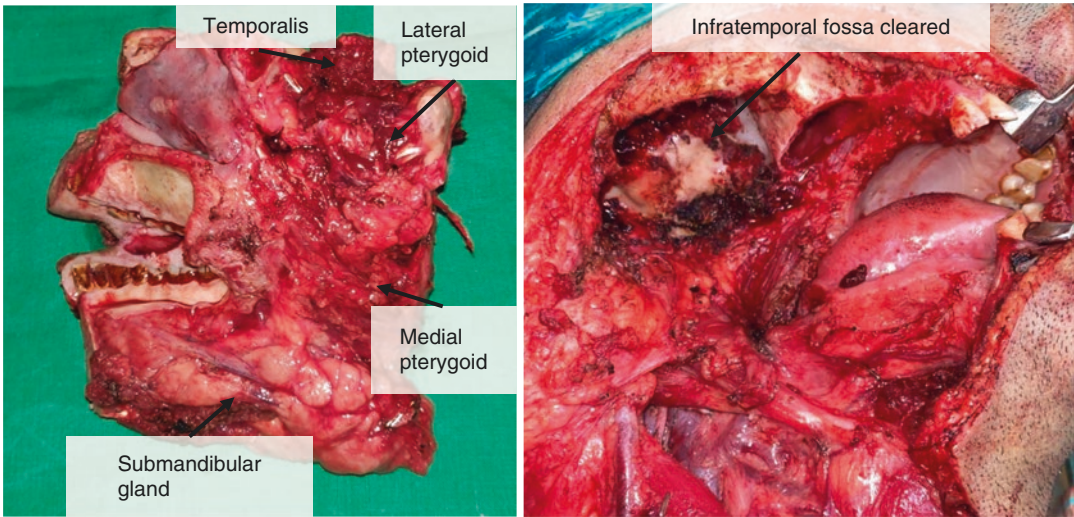 Temporalis
Lateral
pterygoid
Medial
pterygoid
Submandibular
gland
Infratemporal fossa cleared